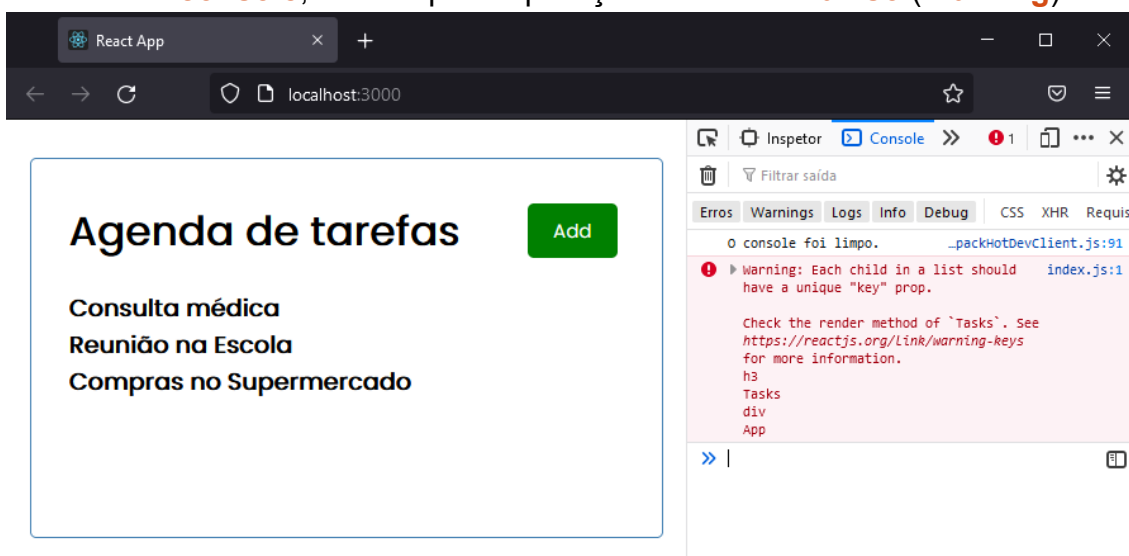 React App
localhost:3000
Inspetor Console 1
Filtrar saída
Erros Warnings Logs Info Debug CSS XHR Requis
O console foi limpo. …packHotDevClient.js:91
Warning: Each child in a list should index.js:1
have a unique "key" prop.
Check the render method of `Tasks`. See
https://reactjs.org/link/warning-keys
for more information.
h3
Tasks
div
App
Agenda de tarefas Add
Consulta médica
Reunião na Escola
Compras no Supermercado